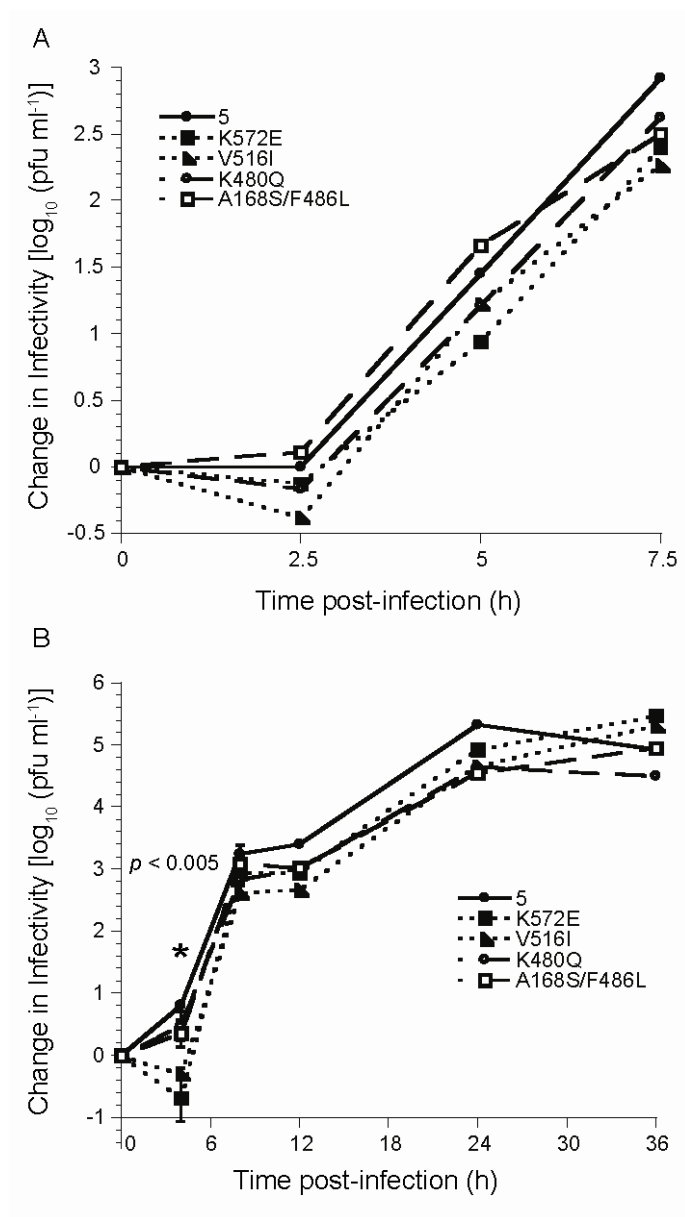 A
Change in Infectivity [log10 (pfu ml-1)]
3
2.5
2
1.5
1
0.5
0
-0.5
5
K572E
V516I
K480Q
A168S/F486L
0
2.5
5
7.5
Time post-infection (h)
B
Change in Infectivity [log10 (pfu ml-1)]
6
5
4
3
2
1
0
-1
p < 0.005
*
5
K572E
V516I
K480Q
A168S/F486L
0
6
12
18
24
30
36
Time post-infection (h)